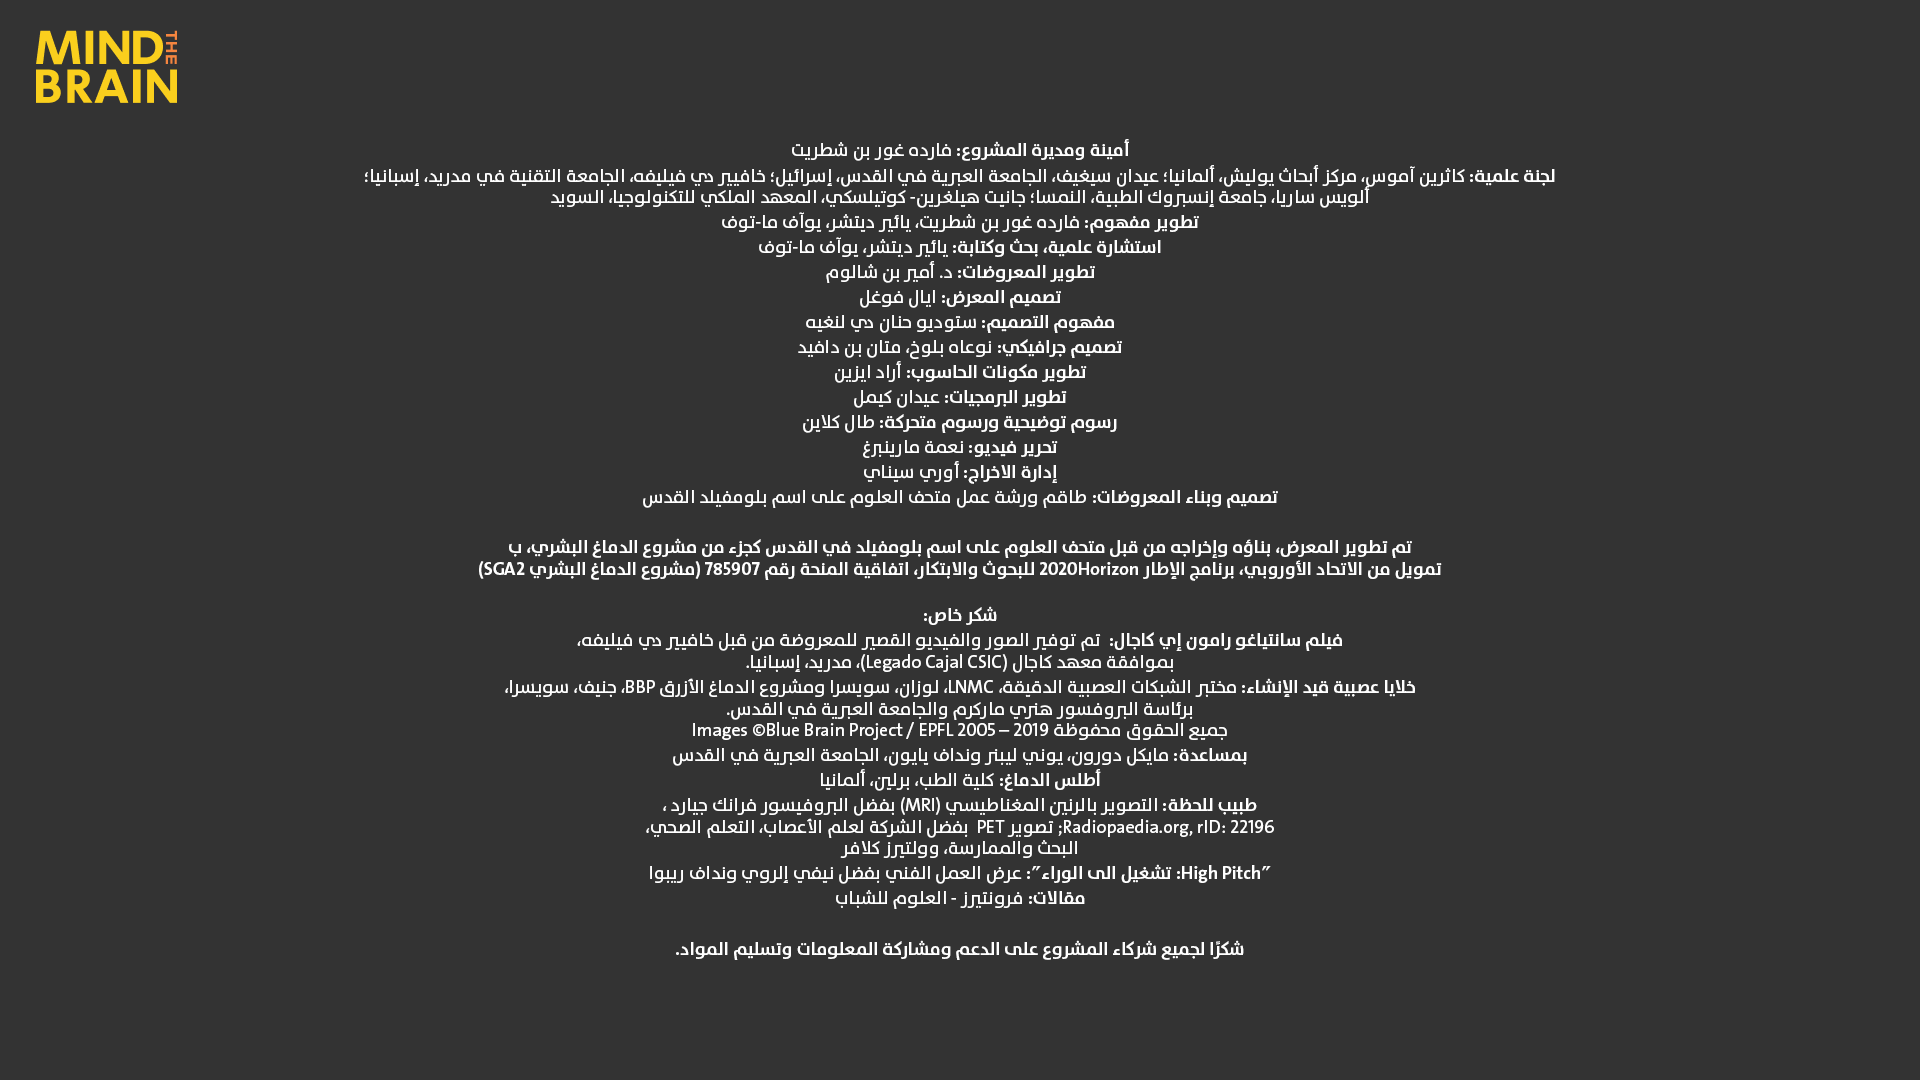 MIND THE
BRAIN
أمينة ومديرة المشروع: فارده غور بن شطريت
لجنة علمية: كاثرين آموس، مركز أبحاث يوليش، ألمانيا؛ عيدان سيغيف، الجامعة العبرية في القدس، إسرائيل؛ خافيير دي فيليفه، الجامعة التقنية في مدريد، إسبانيا؛
ألويس ساريا، جامعة إنسبروك الطبية، النمسا؛ جانيت هيلغرين- كوتيلسكي، المعهد الملكي للتكنولوجيا، السويد
تطوير مفهوم: فارده غور بن شطريت، يائير ديتشر، يوآف ما-توف
استشارة علمية، بحث وكتابة: يائير ديتشر، يوآف ما-توف
تطوير المعروضات: د. أمير بن شالوم
تصميم المعرض: ايال فوغل
مفهوم التصميم: ستوديو حنان دي لنغيه
تصميم جرافيكي: نوعاه بلوخ، متان بن دافيد
تطوير مكونات الحاسوب: أراد ايزين
تطوير البرمجيات: عيدان كيمل
رسوم توضيحية ورسوم متحركة: طال كلاين
تحرير فيديو: نعمة مارينبرغ
إدارة الاخراج: أوري سيناي
تصميم وبناء المعروضات: طاقم ورشة عمل متحف العلوم على اسم بلومفيلد القدس
تم تطوير المعرض، بناؤه وإخراجه من قبل متحف العلوم على اسم بلومفيلد في القدس كجزء من مشروع الدماغ البشري، ب
تمويل من الاتحاد الأوروبي، برنامج الإطار 2020Horizon للبحوث والابتكار، اتفاقية المنحة رقم 785907 (مشروع الدماغ البشري SGA2)
شكر خاص:
فيلم سانتياغو رامون إي كاجال: تم توفير الصور والفيديو القصير للمعروضة من قبل خافيير دي فيليفه،
بموافقة معهد كاجال (Legado Cajal CSIC)، مدريد، إسبانيا.
خلايا عصبية قيد الإنشاء: مختبر الشبكات العصبية الدقيقة، LNMC، لوزان، سويسرا ومشروع الدماغ الأزرق BBP، جنيف، سويسرا،
برئاسة البروفسور هنري ماركرم والجامعة العبرية في القدس.
جميع الحقوق محفوظة Images ©Blue Brain Project / EPFL 2005 – 2019
بمساعدة: مايكل دورون، يوني ليبنر ونداف يايون، الجامعة العبرية في القدس
أطلس الدماغ: كلية الطب، برلين، ألمانيا
طبيب للحظة: التصوير بالرنين المغناطيسي (MRI) بفضل البروفيسور فرانك جيارد ،
Radiopaedia.org, rID: 22196; تصوير PET بفضل الشركة لعلم الأعصاب، التعلم الصحي،
البحث والممارسة، وولتيرز كلافر
"High Pitch: تشغيل الى الوراء": عرض العمل الفني بفضل نيفي إلروي ونداف ريبوا
مقالات: فرونتيرز - العلوم للشباب
شكرًا لجميع شركاء المشروع على الدعم ومشاركة المعلومات وتسليم المواد.